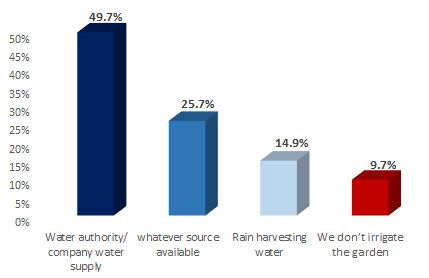 49.7%
50%
45%
40%
35%
30%
25%
20%
15%
10%
5%
0%
25.7%
14.9%
9.7%
Water authority/
company water
supply
whatever source
available
Rain harvesting
water
We don't irrigate
the garden